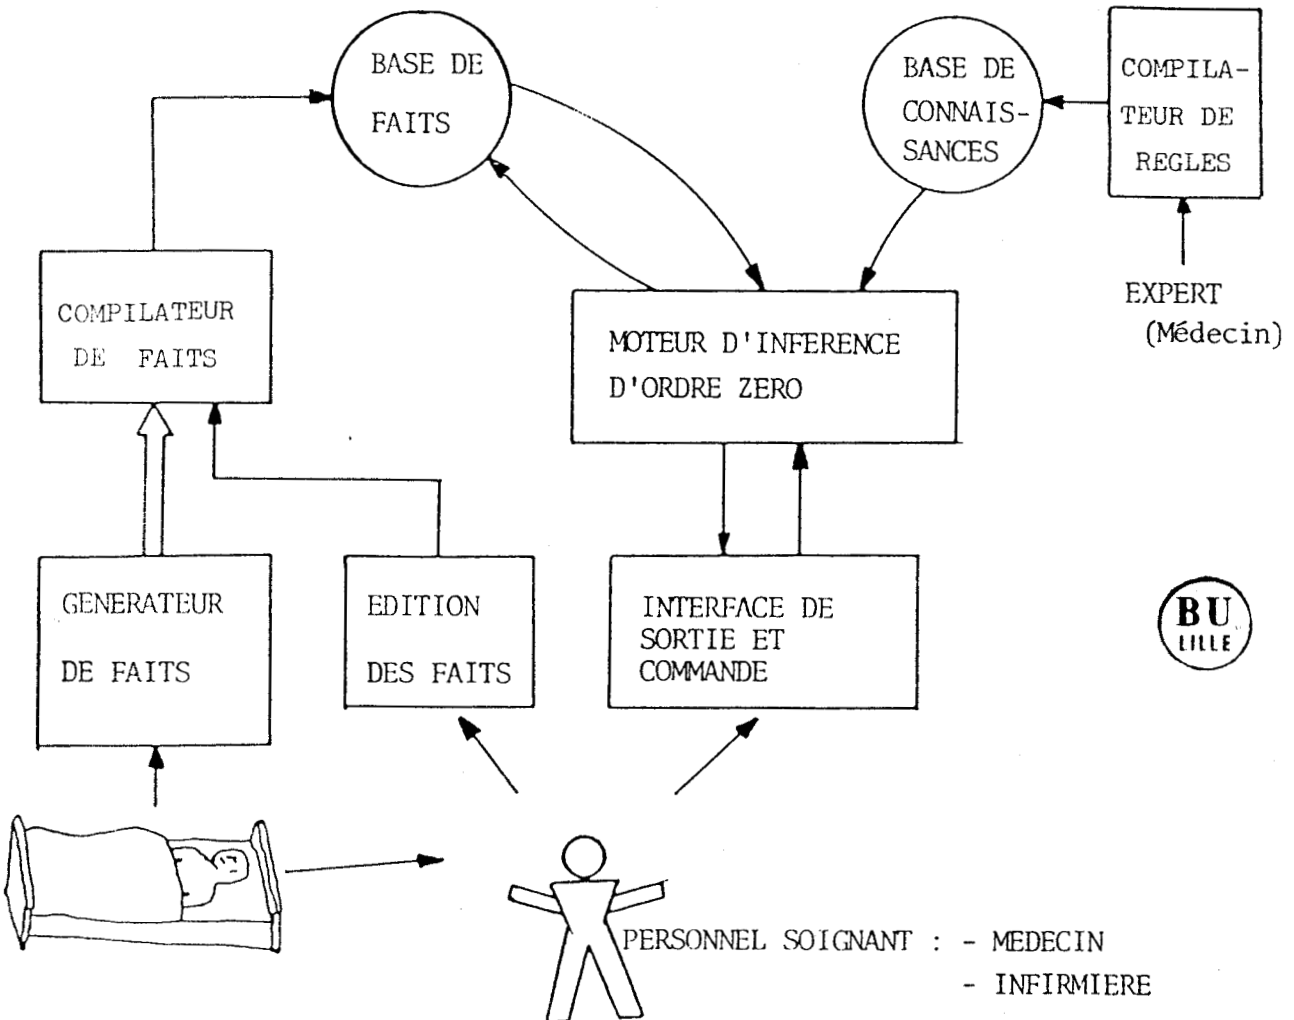 BASE DE
FAITS
BASE DE
CONNAIS-
SANCES
COMPILA-
TEUR DE
REGLES
EXPERT
(Médecin)
COMPILATEUR
DE FAITS
MOTEUR D'INFERENCE
D'ORDRE ZERO
GENERATEUR
DE FAITS
EDITION
DES FAITS
INTERFACE DE
SORTIE ET
COMMANDE
BU
LILLE
PERSONNEL SOIGNANT : - MEDECIN
- INFIRMIERE